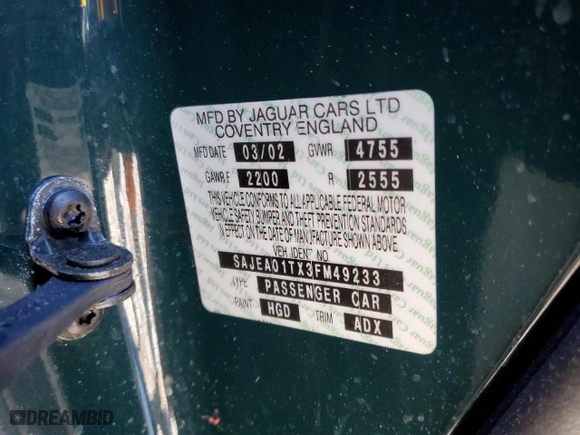 MFD BY JAGUAR CARS LTD
COVENTRY ENGLAND
MFD DATE 03/02 GVWR 4755
GAWR F 2200 R 2555
THIS VEHICLE CONFORMS TO ALL APPLICABLE FEDERAL MOTOR
VEHICLE SAFETY BUMPER AND THEFT PREVENTION STANDARDS
IN EFFECT ON THE DATE OF MANUFACTURE SHOWN ABOVE.
VEH IDENT NO.
SAJEA01TX3FM49233
TYPE PASSENGER CAR
PAINT HGD TRIM ADX
DREAMBID